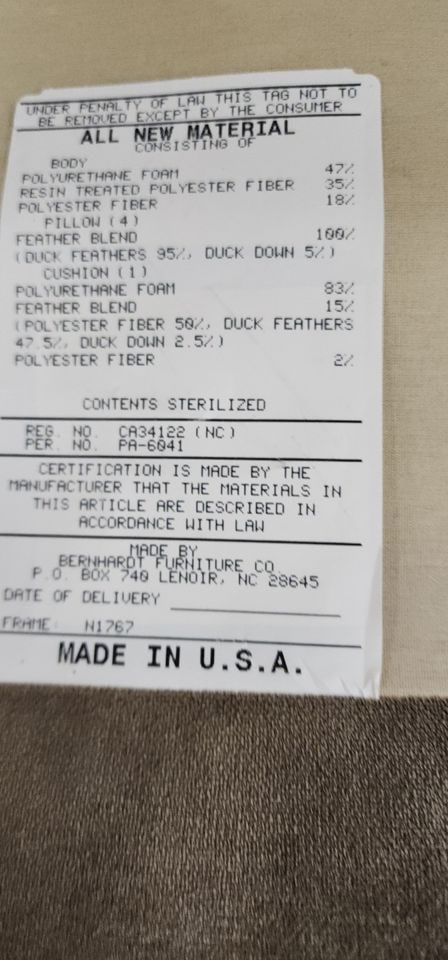 UNDER PENALTY OF LAW THIS TAG NOT TO
BE REMOVED EXCEPT BY THE CONSUMER
ALL NEW MATERIAL
CONSISTING OF
BODY
POLYURETHANE FOAM 47%
RESIN TREATED POLYESTER FIBER 35%
POLYESTER FIBER 18%
PILLOW (4)
FEATHER BLEND 100%
(DUCK FEATHERS 95%, DUCK DOWN 5%)
CUSHION (1)
POLYURETHANE FOAM 83%
FEATHER BLEND 15%
(POLYESTER FIBER 50%, DUCK FEATHERS
47.5%, DUCK DOWN 2.5%)
POLYESTER FIBER 2%
CONTENTS STERILIZED
REG. NO. CA34122 (NC)
PER. NO. PA-6041
CERTIFICATION IS MADE BY THE
MANUFACTURER THAT THE MATERIALS IN
THIS ARTICLE ARE DESCRIBED IN
ACCORDANCE WITH LAW
MADE BY
BERNHARDT FURNITURE CO.
P.O. BOX 740 LENOIR, NC 28645
DATE OF DELIVERY
FRAME: N1767
MADE IN U.S.A.